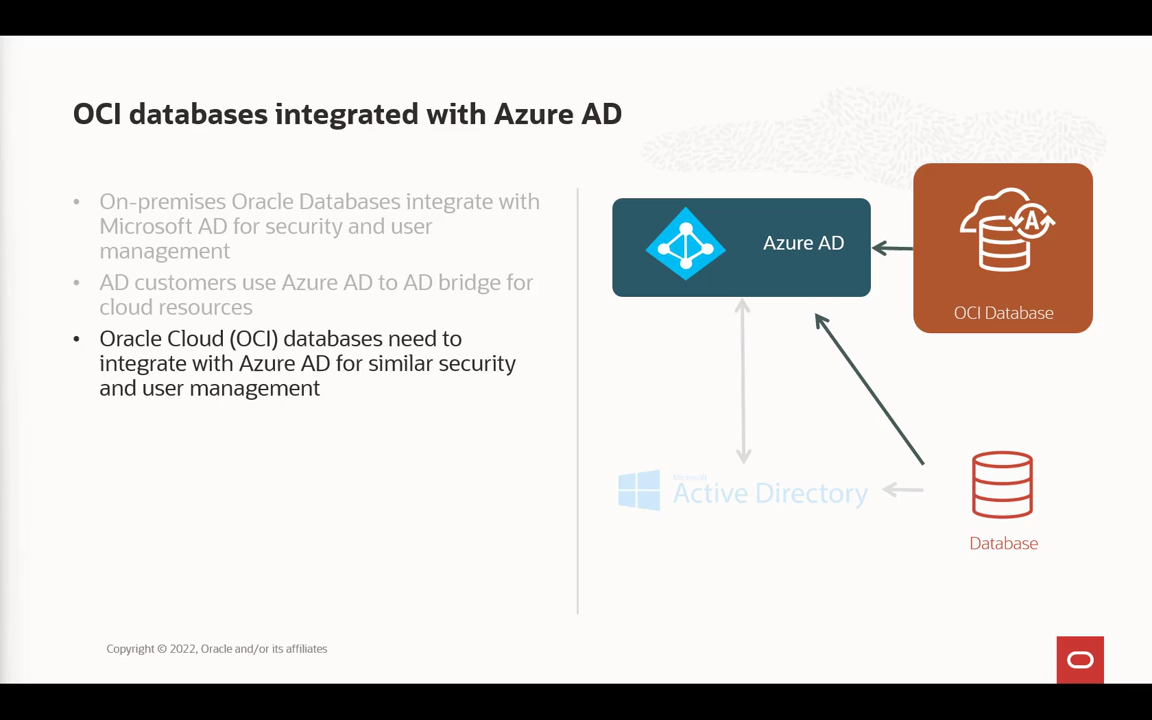 OCI databases integrated with Azure AD
• On-premises Oracle Databases integrate with
Microsoft AD for security and user
management
• AD customers use Azure AD to AD bridge for
cloud resources
• Oracle Cloud (OCI) databases need to
integrate with Azure AD for similar security
and user management
Azure AD
A
OCI Database
Microsoft
Active Directory
Database
Copyright © 2022, Oracle and/or its affiliates